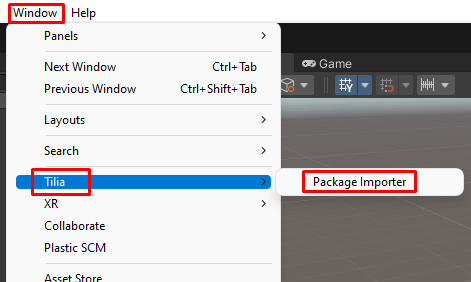 Window Help
Panels
Game
Next Window Ctrl+Tab
Previous Window Ctrl+Shift+Tab
Layouts
Search
Tilia
Package Importer
XR
Collaborate
Plastic SCM
Asset Store